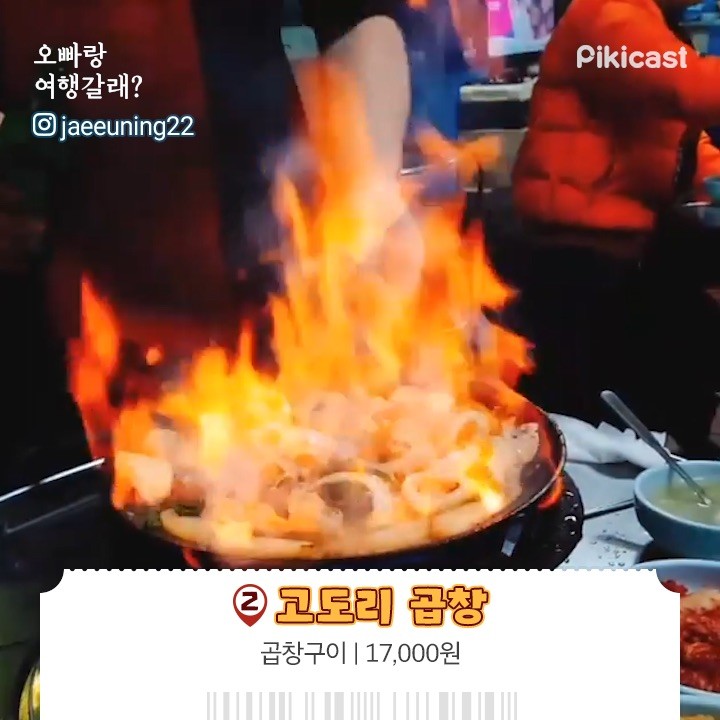 오빠랑
여행갈래?
jaeeuning22
Pikicast
2 고도리 곱창
곱창구이 | 17,000원